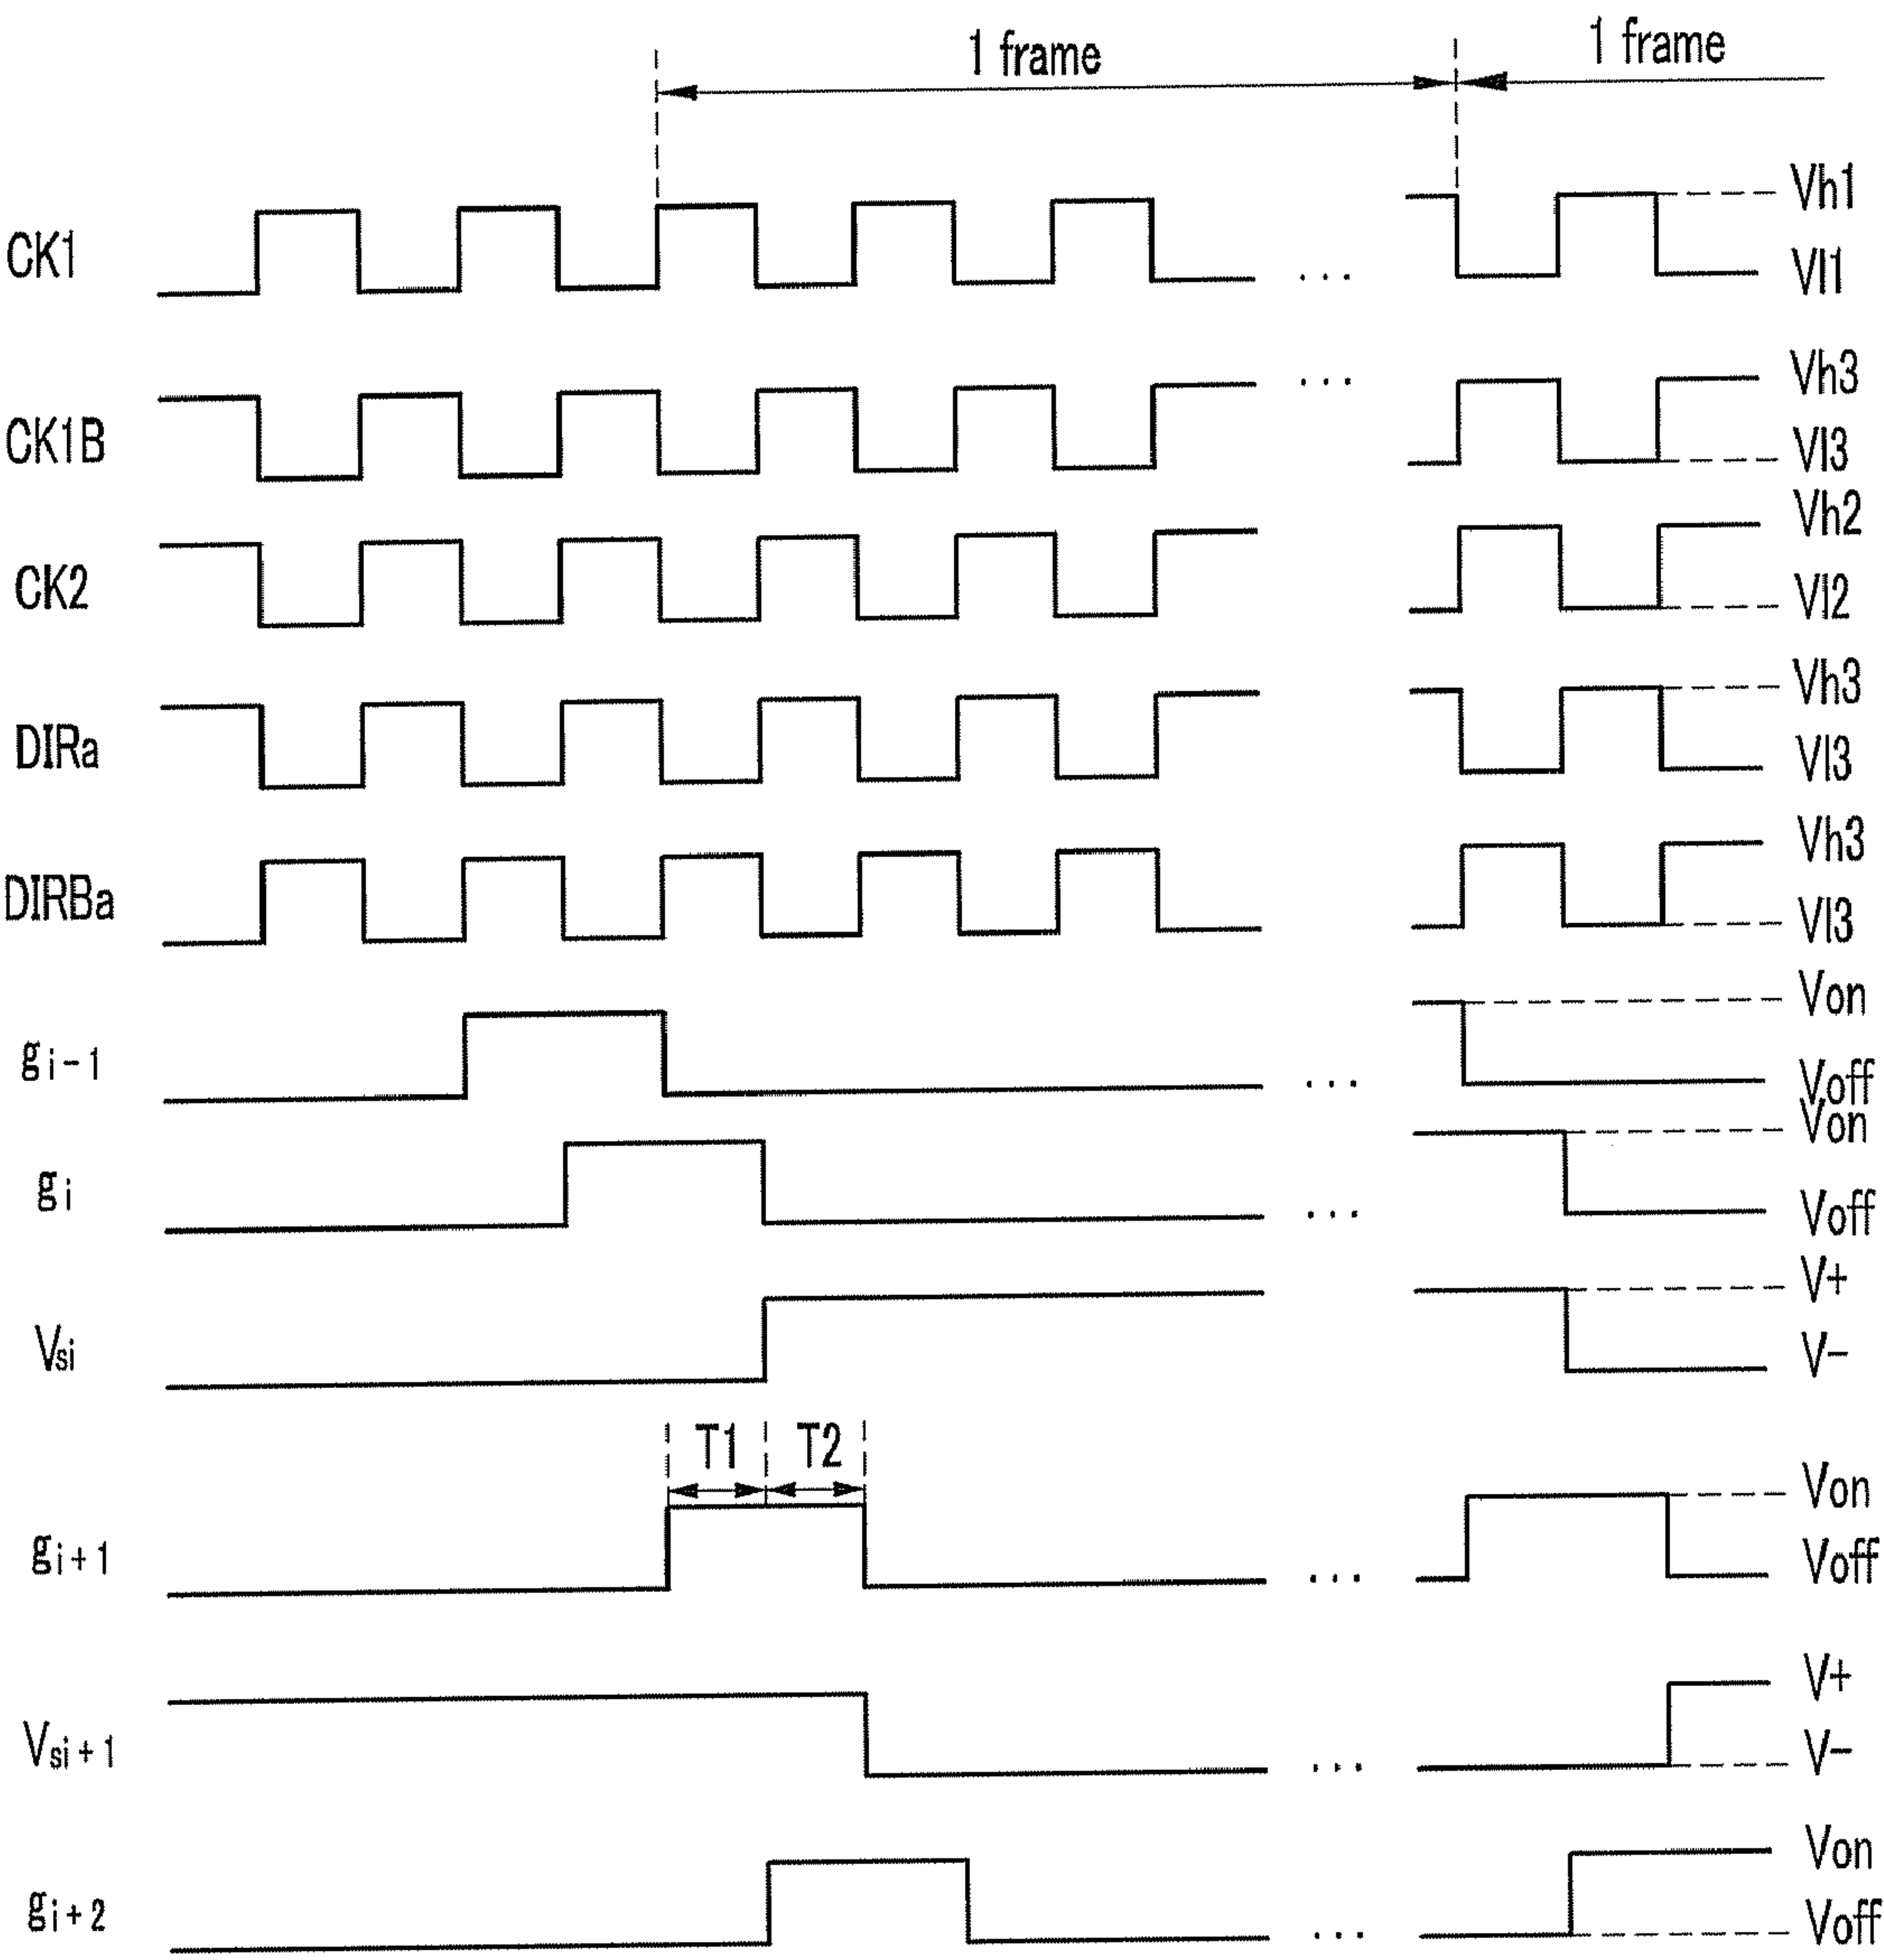 1 frame
1 frame
CK1
Vh1
Vl1
...
CK1B
Vh3
Vl3
...
CK2
Vh2
Vl2
DIRa
Vh3
Vl3
DIRBa
Vh3
Vl3
gi-1
Von
Voff
...
gi
Von
Voff
...
Vsi
V+
V-
T1 T2
gi+1
Von
Voff
...
Vsi+1
V+
V-
...
gi+2
Von
Voff
...